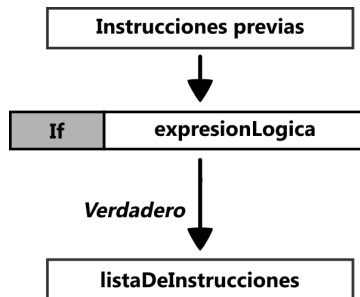 Instrucciones previas
If expresionLogica
Verdadero
listaDeInstrucciones